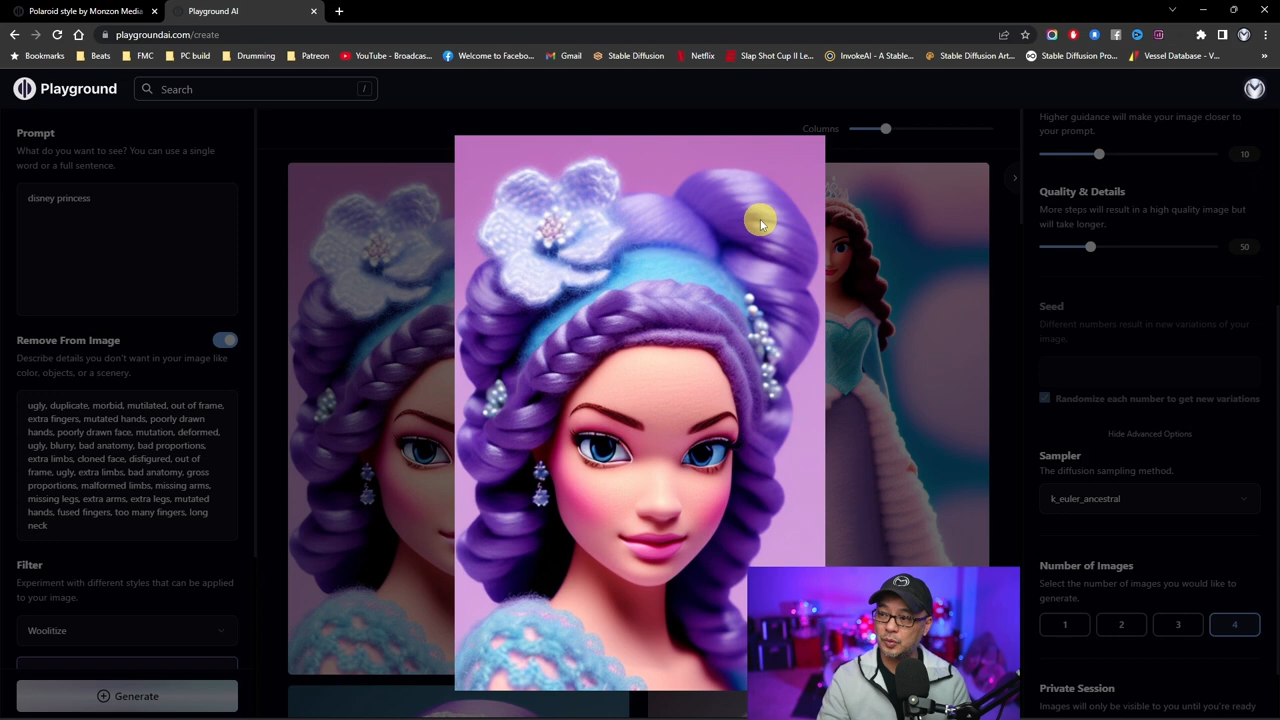 Polaroid style by Monzon Media
Playground AI
playgroundai.com/create
Bookmarks
Beats
FMC
PC build
Drumming
Patreon
YouTube - Broadcas...
Welcome to Facebo...
Gmail
Stable Diffusion
Netflix
Slap Shot Cup II Le...
InvokeAI - A Creativ...
Stable Diffusion Art...
Stable Diffusion Pro...
Vessel Database - V...
Playground
Search
/
Prompt
What do you want to see? You can use a single
word or a full sentence.
disney princess
Remove From Image
Describe details you don't want in your image like
color, objects, or a scenery.
ugly, duplicate, morbid, mutilated, out of frame,
extra fingers, mutated hands, poorly drawn
hands, poorly drawn face, mutation, deformed,
ugly, blurry, bad anatomy, bad proportions,
extra limbs, cloned face, disfigured, out of
frame, ugly, extra limbs, bad anatomy, gross
proportions, malformed limbs, missing arms,
missing legs, extra arms, extra legs, mutated
hands, fused fingers, too many fingers, long
neck
Filter
Experiment with different styles that can be applied
to your image.
Woolitize
Generate
Columns
Higher guidance will make your image closer to
your prompt.
10
Quality & Details
More steps will result in a high quality image but
will take longer.
50
Seed
Different numbers result in new variations of your
image.
Randomize each number to get new variations
Hide Advanced Options
Sampler
The diffusion sampling method.
k_euler_ancestral
Number of Images
Select the number of images you would like to
generate.
1
2
3
4
Private Session
Images will only be visible to you until you're ready